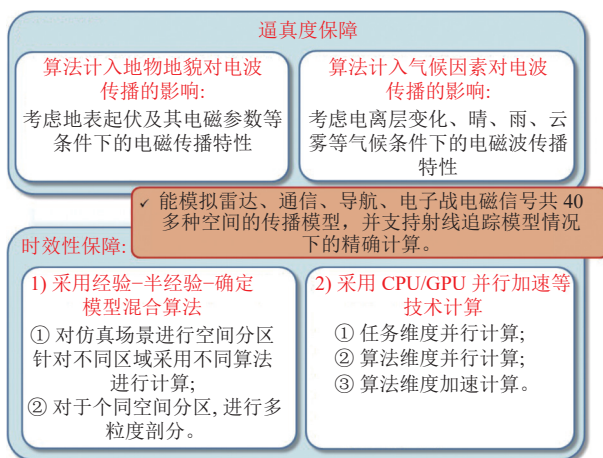 逼真度保障
算法计入地物地貌对电波
传播的影响:
考虑地表起伏及其电磁参数等
条件下的电磁传播特性
算法计入气候因素对电波
传播的影响:
考虑电离层变化、晴、雨、云
雾等气候条件下的电磁波传播
特性
✓ 能模拟雷达、通信、导航、电子战电磁信号共 40
多种空间的传播模型，并支持射线追踪模型情况
下的精确计算。
时效性保障:
1) 采用经验−半经验−确定
模型混合算法
① 对仿真场景进行空间分区
针对不同区域采用不同算法
进行计算;
② 对于个同空间分区, 进行多
粒度剖分。
2) 采用 CPU/GPU 并行加速等
技术计算
① 任务维度并行计算;
② 算法维度并行计算;
③ 算法维度加速计算。